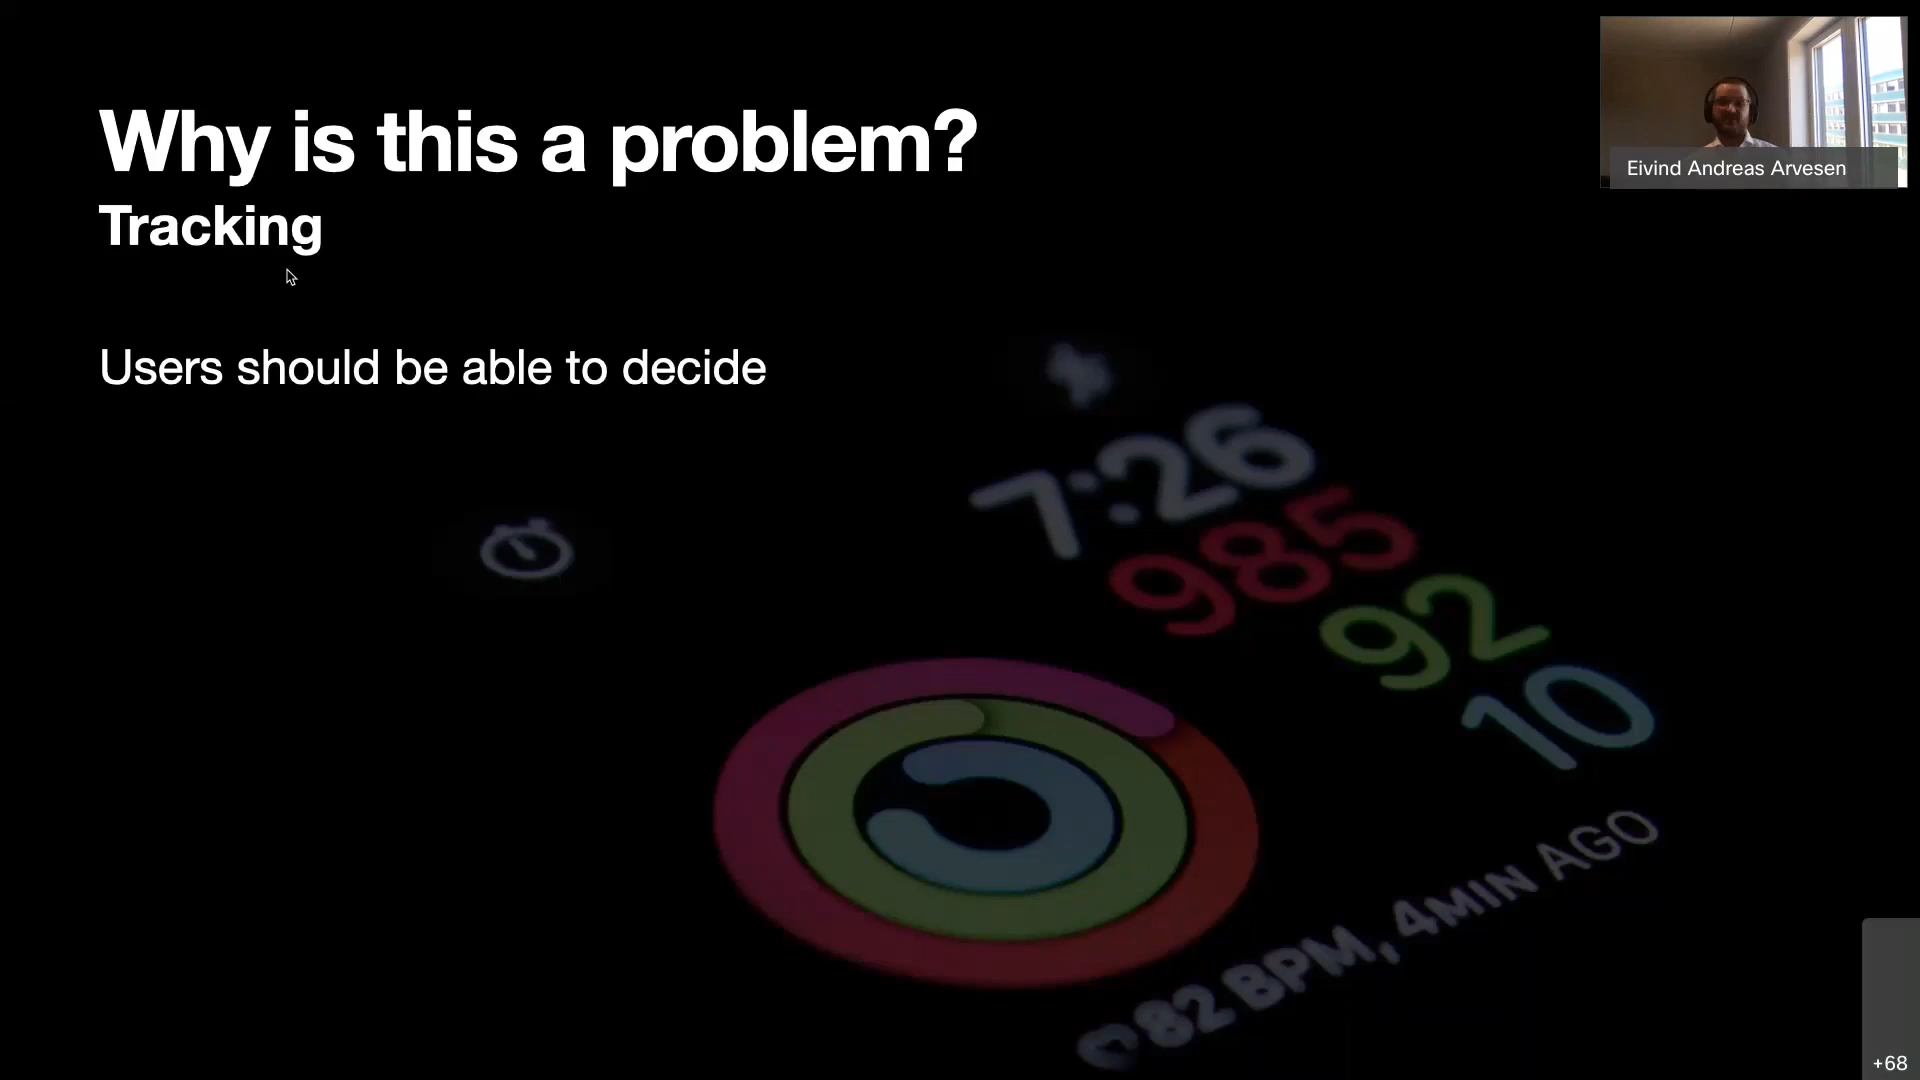 Why is this a problem?
Tracking
Users should be able to decide
Eivind Andreas Arvesen
7:26
985
92
10
82 BPM, 4MIN AGO
+68